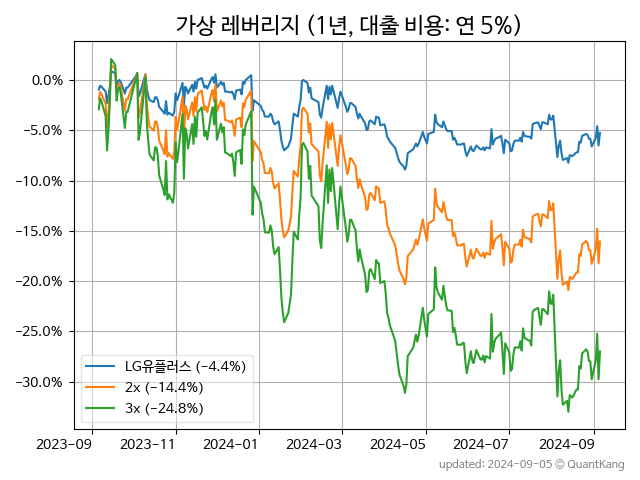 가상 레버리지 (1년, 대출 비용: 연 5%)
0.0%
−5.0%
−10.0%
−15.0%
−20.0%
−25.0%
−30.0%
LG유플러스 (−4.4%)
2x (−14.4%)
3x (−24.8%)
2023-09 2023-11 2024-01 2024-03 2024-05 2024-07 2024-09
updated: 2024-09-05 © QuantKang